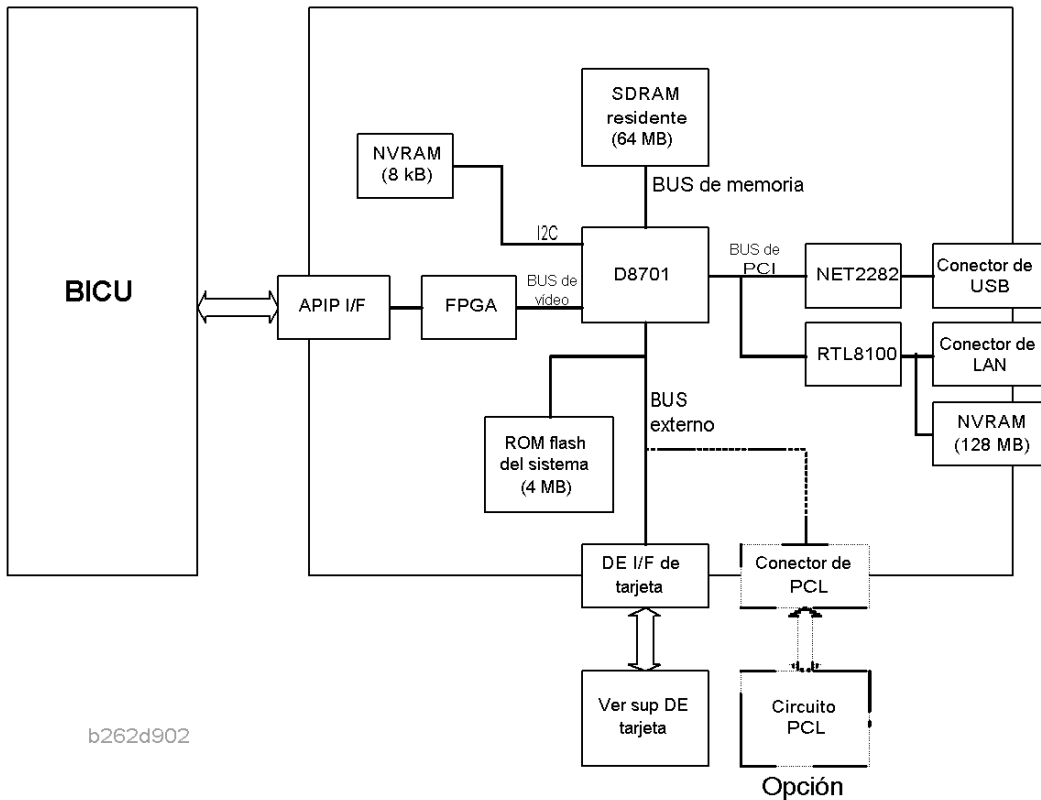 SDRAM
residente
(64 MB)
NVRAM
(8 kB)
BUS de memoria
I2C
BICU
APIP I/F
FPGA
BUS de
vídeo
D8701
BUS de
PCI
NET2282
Conector de
USB
RTL8100
Conector de
LAN
NVRAM
(128 MB)
BUS
externo
ROM flash
del sistema
(4 MB)
DE I/F de
tarjeta
Conector de
PCL
Ver sup DE
tarjeta
Circuito
PCL
Opción
b262d902